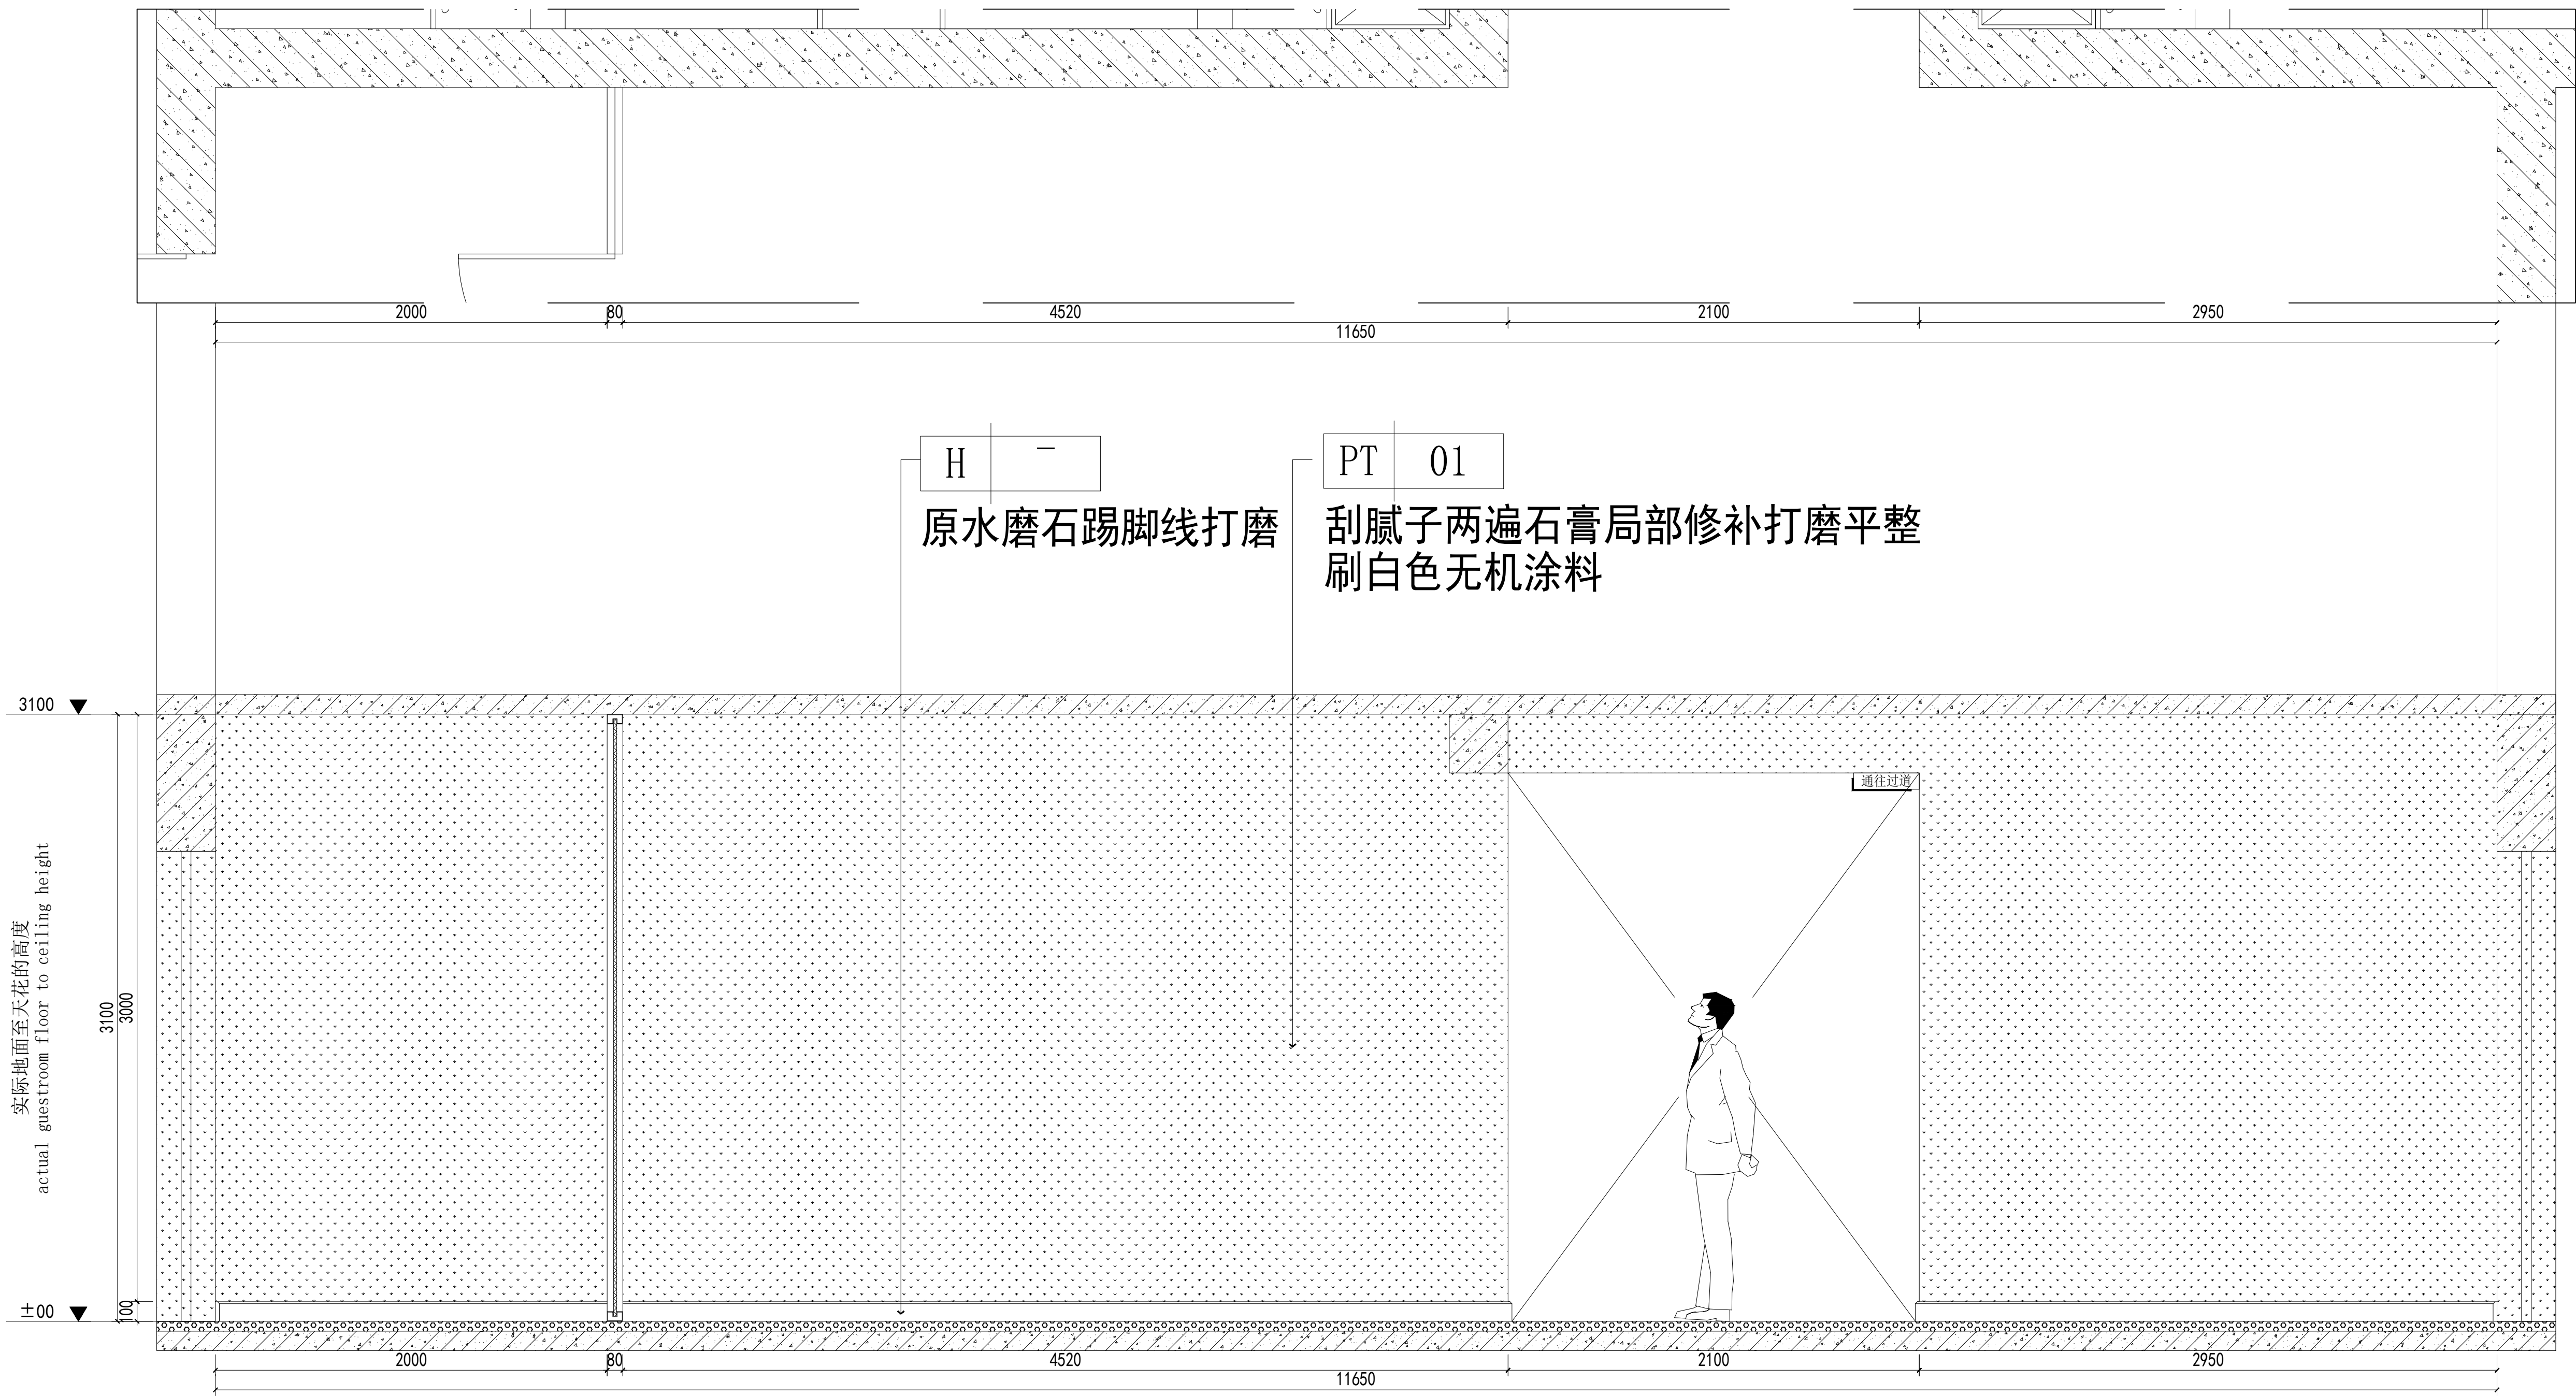 2000 80 4520 2100 2950
11650
H —
原水磨石踢脚线打磨
PT 01
刮腻子两遍石膏局部修补打磨平整
刷白色无机涂料
3100
通往过道
实际地面至天花的高度
actual guestroom floor to ceiling height
3100
3000
100
±00
2000 80 4520 2100 2950
11650